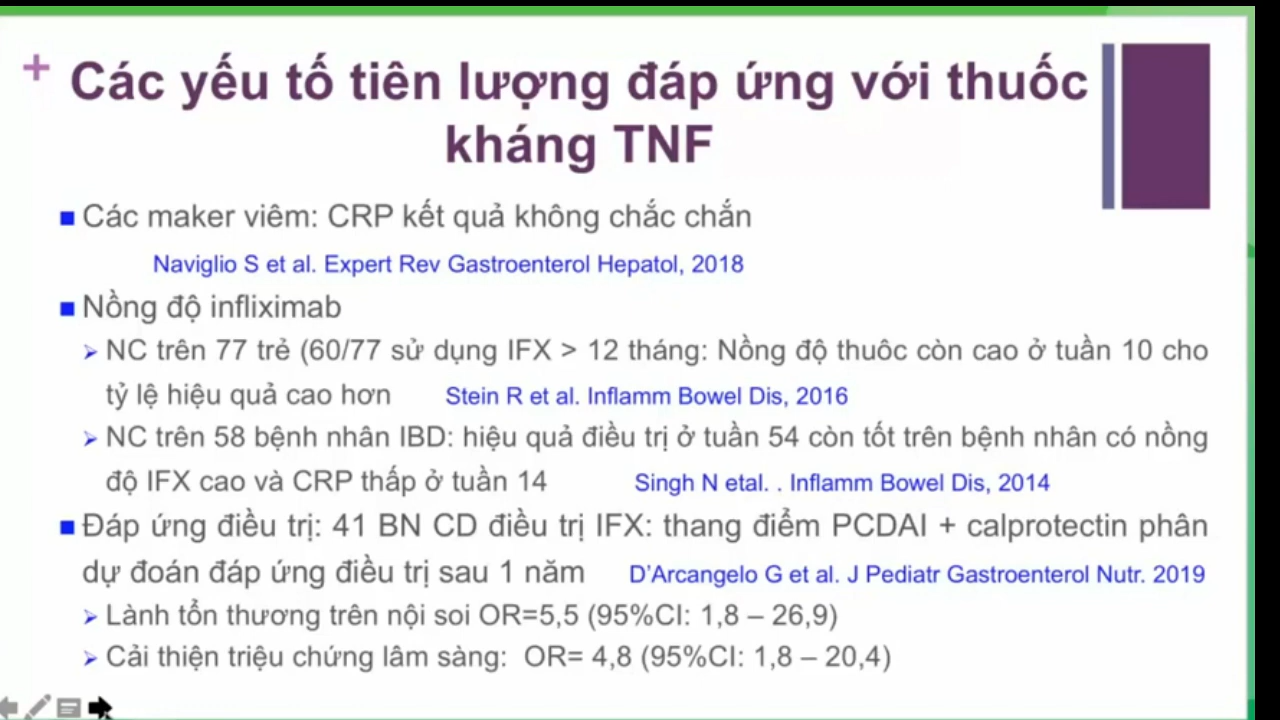 Các yếu tố tiên lượng đáp ứng với thuốc
kháng TNF
Các maker viêm: CRP kết quả không chắc chắn
Naviglio S et al. Expert Rev Gastroenterol Hepatol, 2018
Nồng độ infliximab
NC trên 77 trẻ (60/77 sử dụng IFX > 12 tháng: Nồng độ thuôc còn cao ở tuần 10 cho
tỷ lệ hiệu quả cao hơn Stein R et al. Inflamm Bowel Dis, 2016
NC trên 58 bệnh nhân IBD: hiệu quả điều trị ở tuần 54 còn tốt trên bệnh nhân có nồng
độ IFX cao và CRP thấp ở tuần 14 Singh N etal. . Inflamm Bowel Dis, 2014
Đáp ứng điều trị: 41 BN CD điều trị IFX: thang điểm PCDAI + calprotectin phân
dự đoán đáp ứng điều trị sau 1 năm D'Arcangelo G et al. J Pediatr Gastroenterol Nutr. 2019
Lành tổn thương trên nội soi OR=5,5 (95%CI: 1,8 – 26,9)
Cải thiện triệu chứng lâm sàng: OR= 4,8 (95%CI: 1,8 – 20,4)